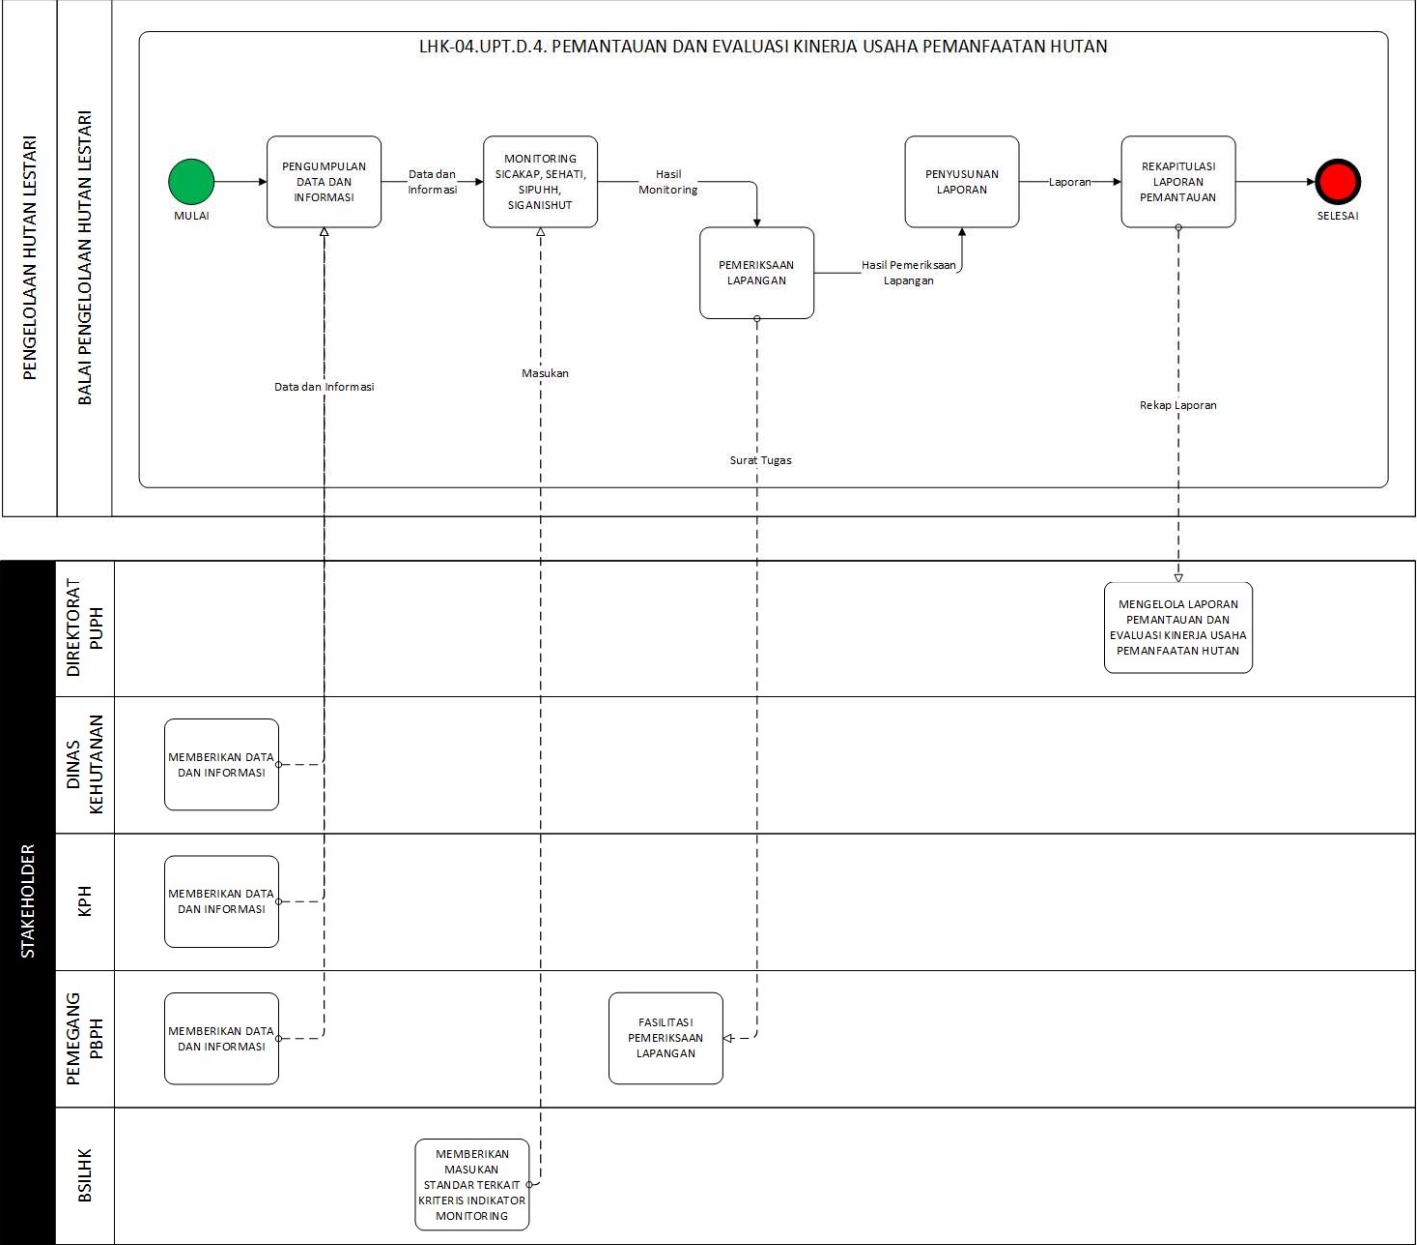 PENGELOLAAN HUTAN LESTARI
BALAI PENGELOLAAN HUTAN LESTARI
LHK-04.UPT.D.4. PEMANTAUAN DAN EVALUASI KINERJA USAHA PEMANFAATAN HUTAN
MULAI
PENGUMPULAN
DATA DAN
INFORMASI
Data dan
Informasi
MONITORING
SICAKAP, SEHATI,
SIPUHH,
SIGANISHUT
Hasil
Monitoring
PEMERIKSAAN
LAPANGAN
Hasil Pemeriksaan
Lapangan
PENYUSUNAN
LAPORAN
Laporan
REKAPITULASI
LAPORAN
PEMANTAUAN
SELESAI
Data dan Informasi
Masukan
Surat Tugas
Rekap Laporan
STAKEHOLDER
DIREKTORAT
PUPH
MENGELOLA LAPORAN
PEMANTAUAN DAN
EVALUASI KINERJA USAHA
PEMANFAATAN HUTAN
DINAS
KEHUTANAN
MEMBERIKAN DATA
DAN INFORMASI
KPH
MEMBERIKAN DATA
DAN INFORMASI
PEMEGANG
PBPH
MEMBERIKAN DATA
DAN INFORMASI
FASILITASI
PEMERIKSAAN
LAPANGAN
BSILHK
MEMBERIKAN
MASUKAN
STANDAR TERKAIT
KRITERIS INDIKATOR
MONITORING